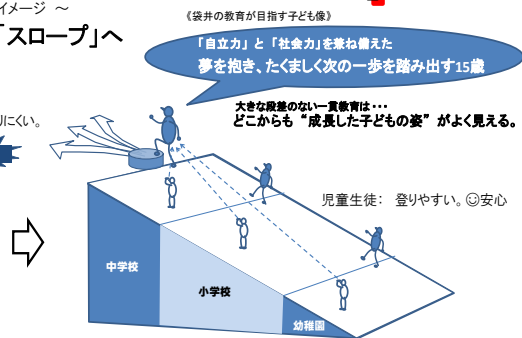 イメージ ～
「スロープ」へ
《袋井の教育が目指す子ども像》
「自立力」と「社会力」を兼ね備えた
夢を抱き、たくましく次の一歩を踏み出す15歳
大きな段差のない一貫教育は・・・
どこからも“成長した子どもの姿”がよく見える。
りにくい。
児童生徒： 登りやすい。☺安心
中学校
小学校
幼稚園